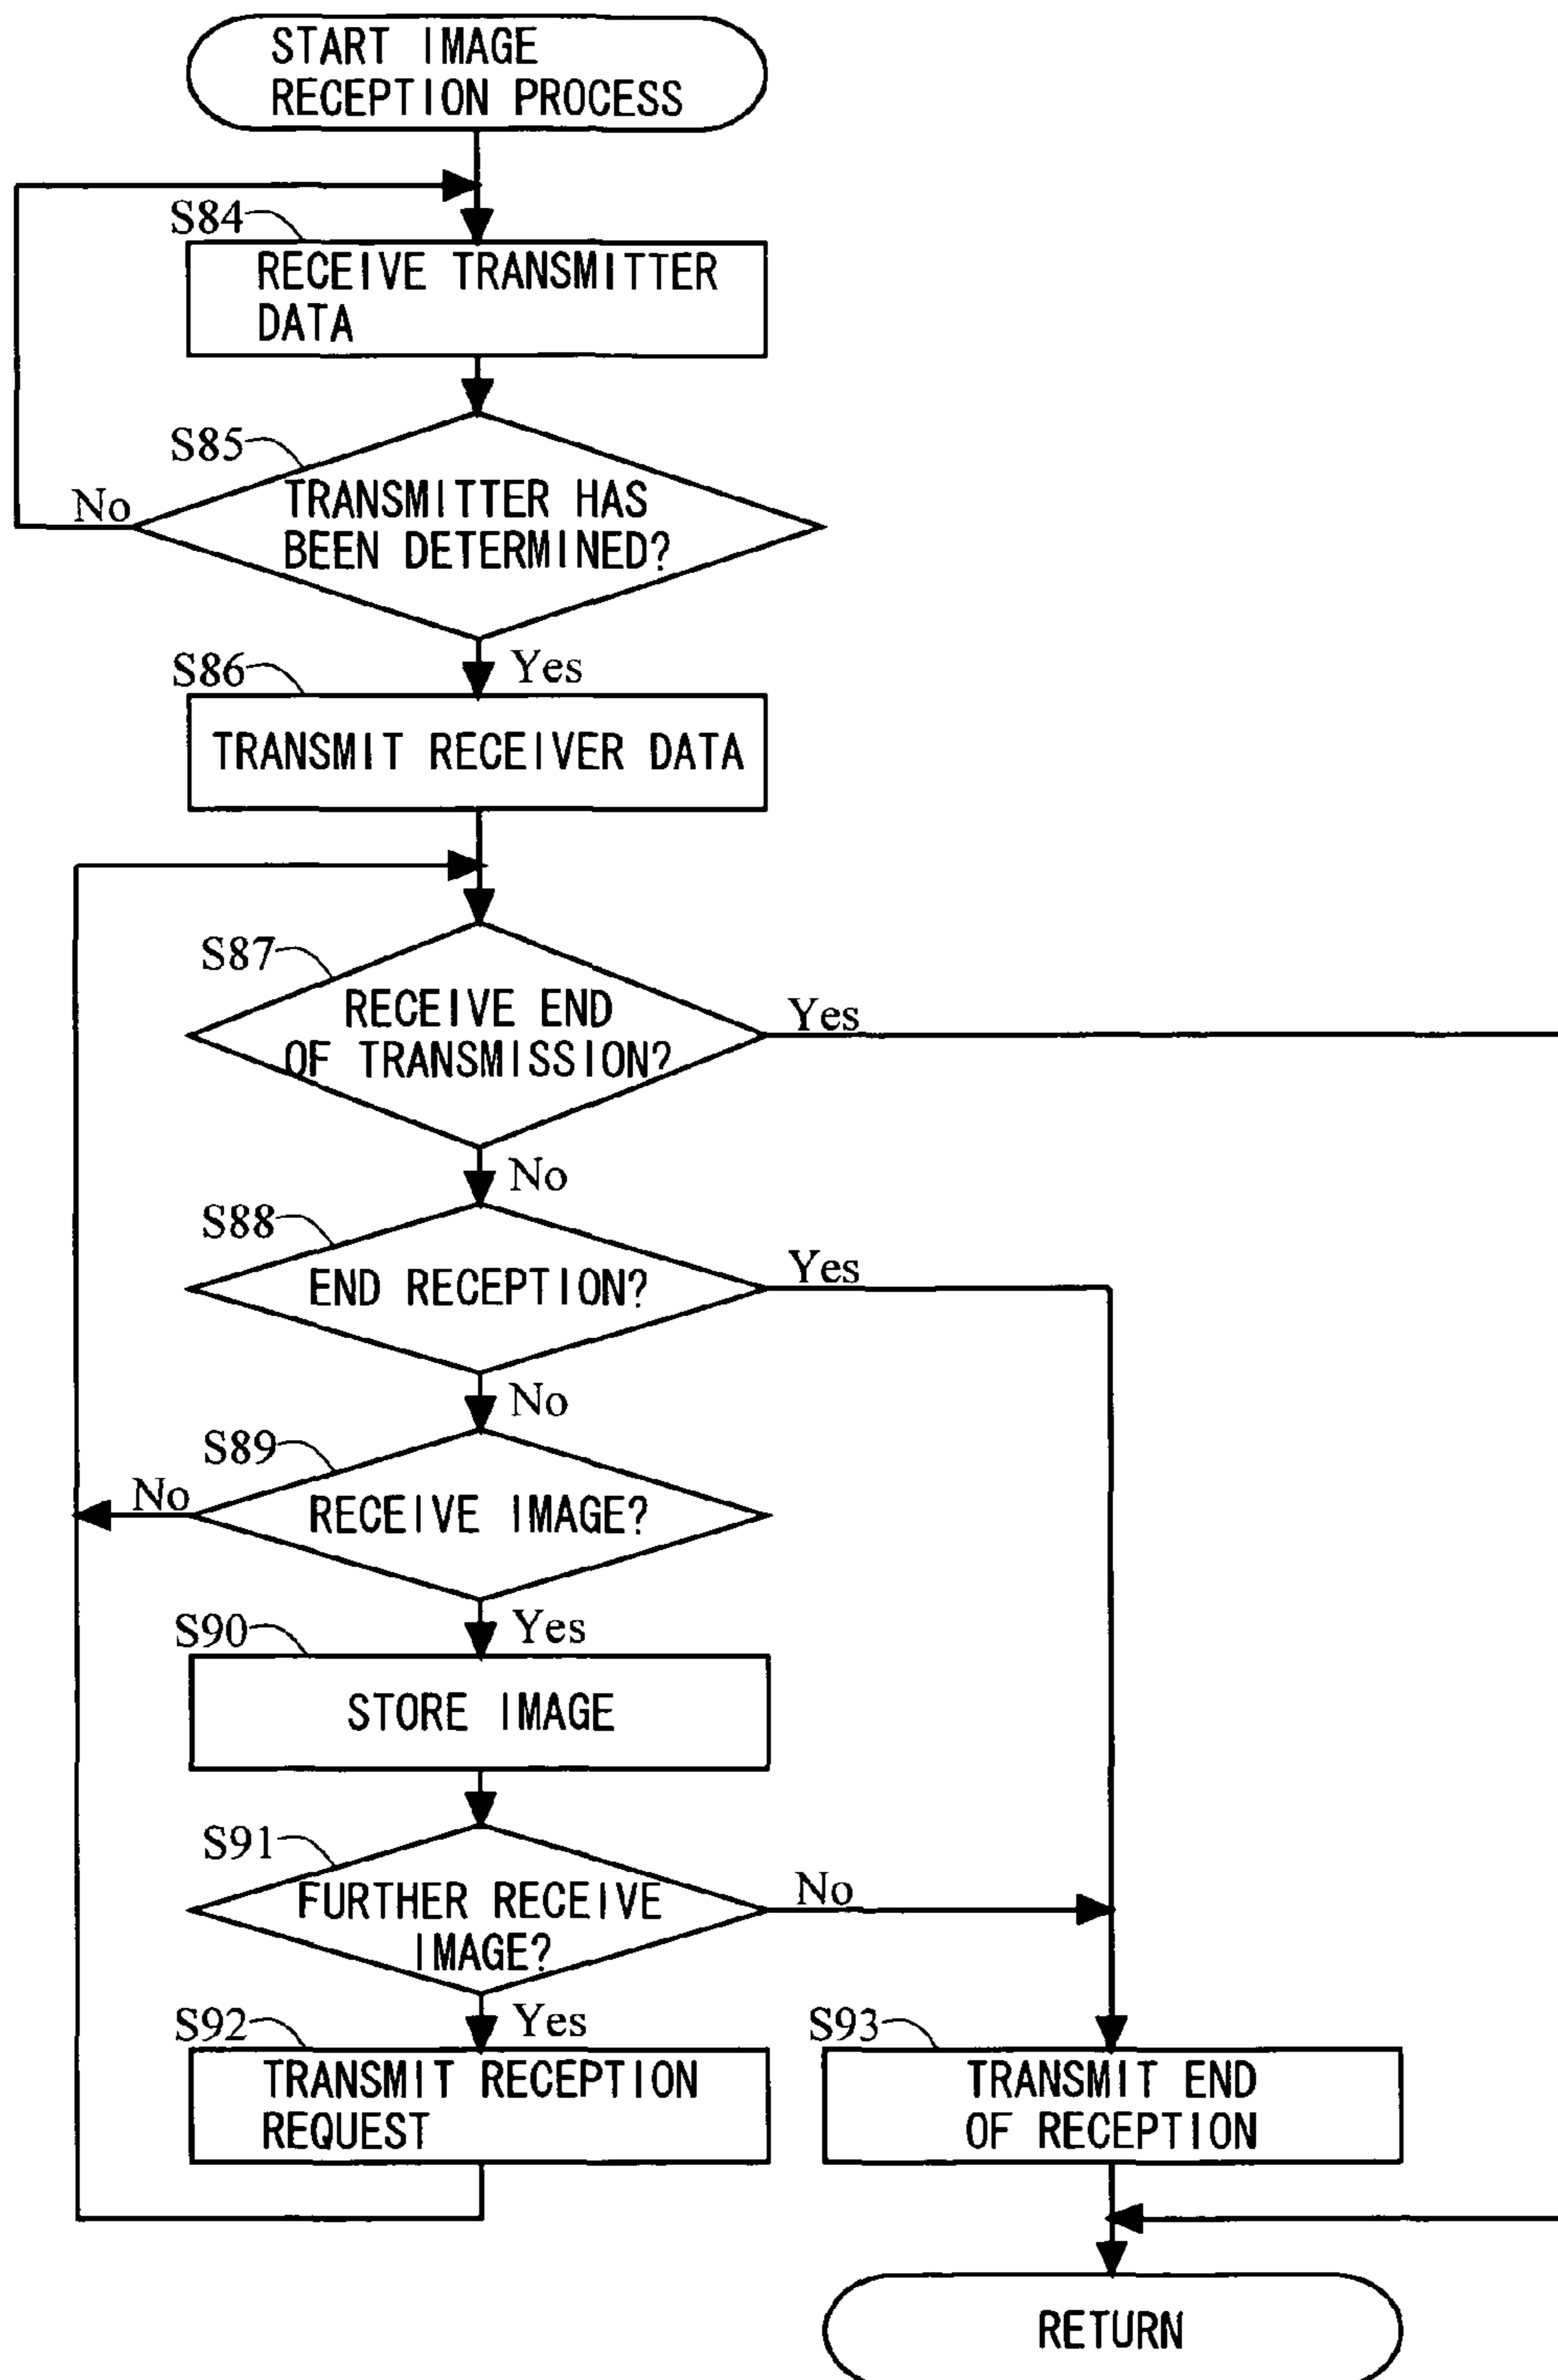 START IMAGE
RECEPTION PROCESS
S84
RECEIVE TRANSMITTER
DATA
S85
No
TRANSMITTER HAS
BEEN DETERMINED?
Yes
S86
TRANSMIT RECEIVER DATA
S87
RECEIVE END
OF TRANSMISSION?
Yes
No
S88
END RECEPTION?
Yes
No
S89
No
RECEIVE IMAGE?
Yes
S90
STORE IMAGE
S91
FURTHER RECEIVE
IMAGE?
No
Yes
S92
TRANSMIT RECEPTION
REQUEST
S93
TRANSMIT END
OF RECEPTION
RETURN